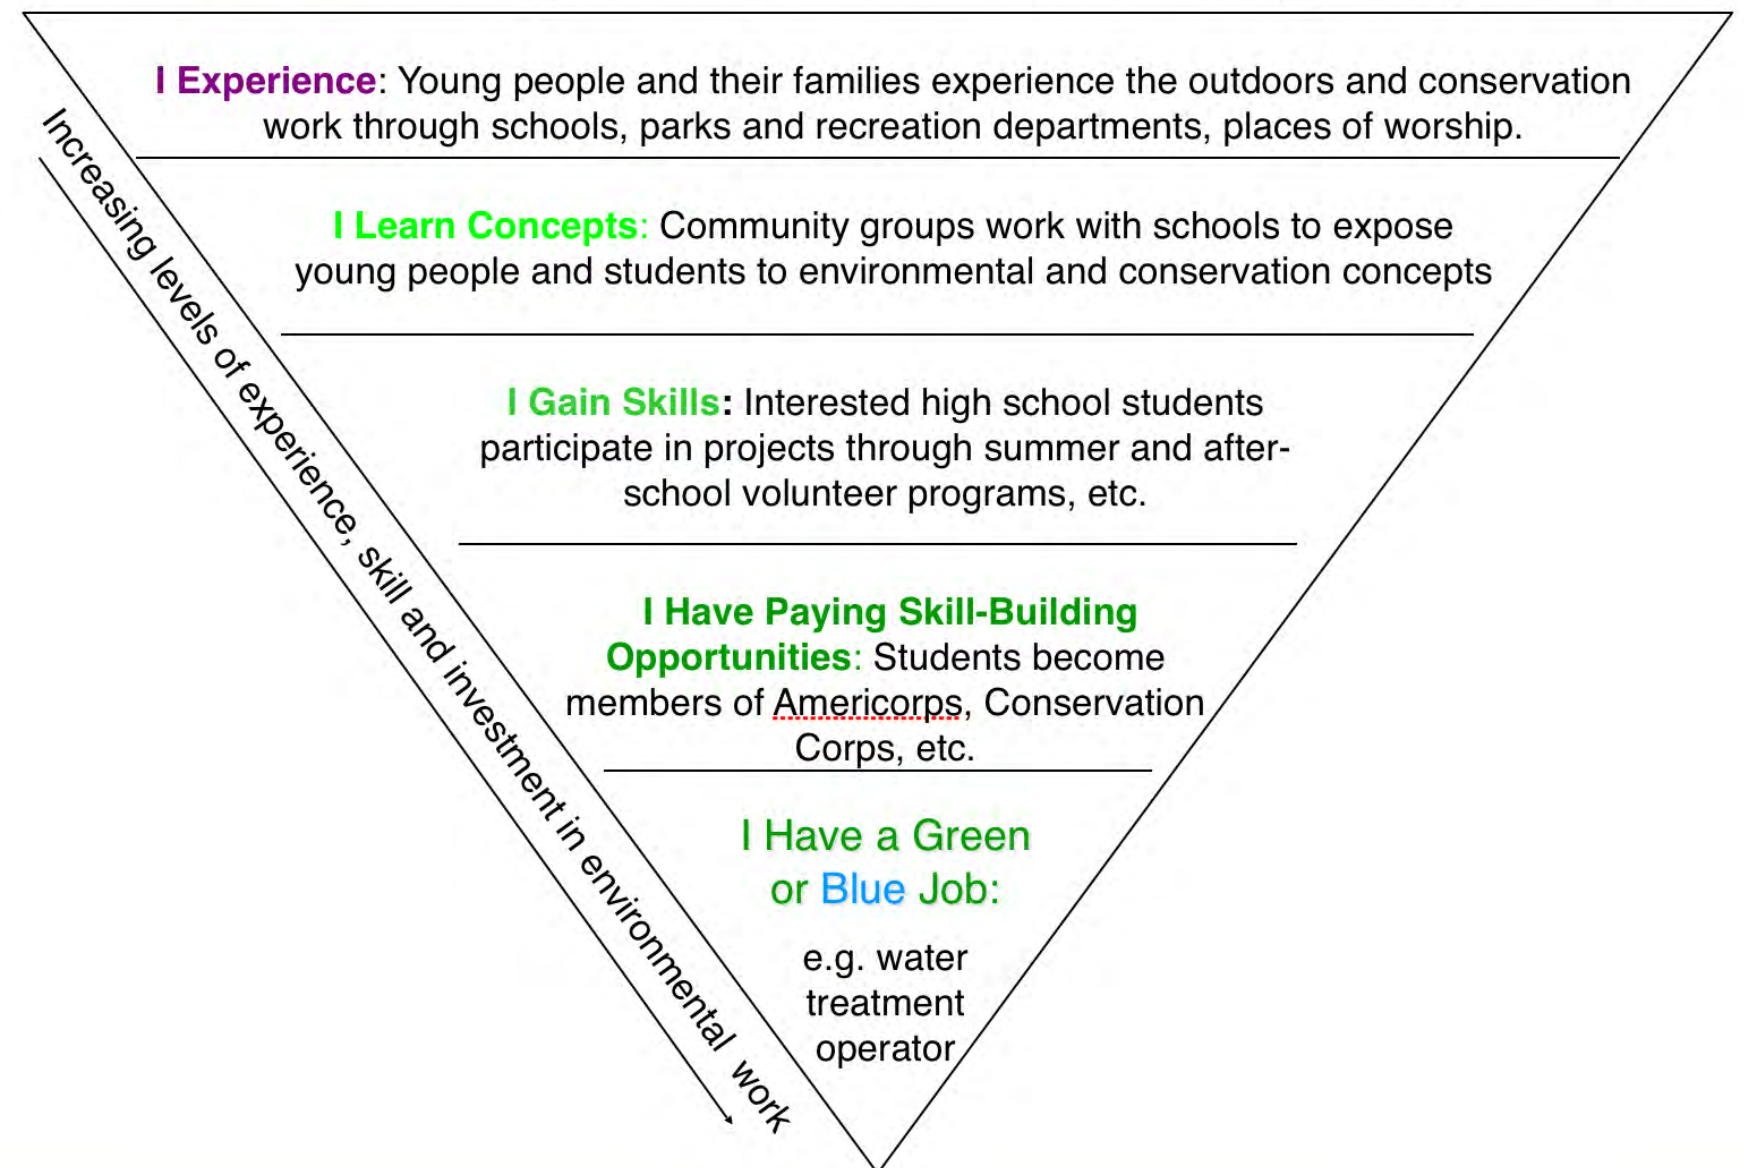 I Experience: Young people and their families experience the outdoors and conservation
work through schools, parks and recreation departments, places of worship.
I Learn Concepts: Community groups work with schools to expose
young people and students to environmental and conservation concepts
I Gain Skills: Interested high school students
participate in projects through summer and after-
school volunteer programs, etc.
I Have Paying Skill-Building
Opportunities: Students become
members of Americorps, Conservation
Corps, etc.
I Have a Green
or Blue Job:
e.g. water
treatment
operator
Increasing levels of experience, skill and investment in environmental work